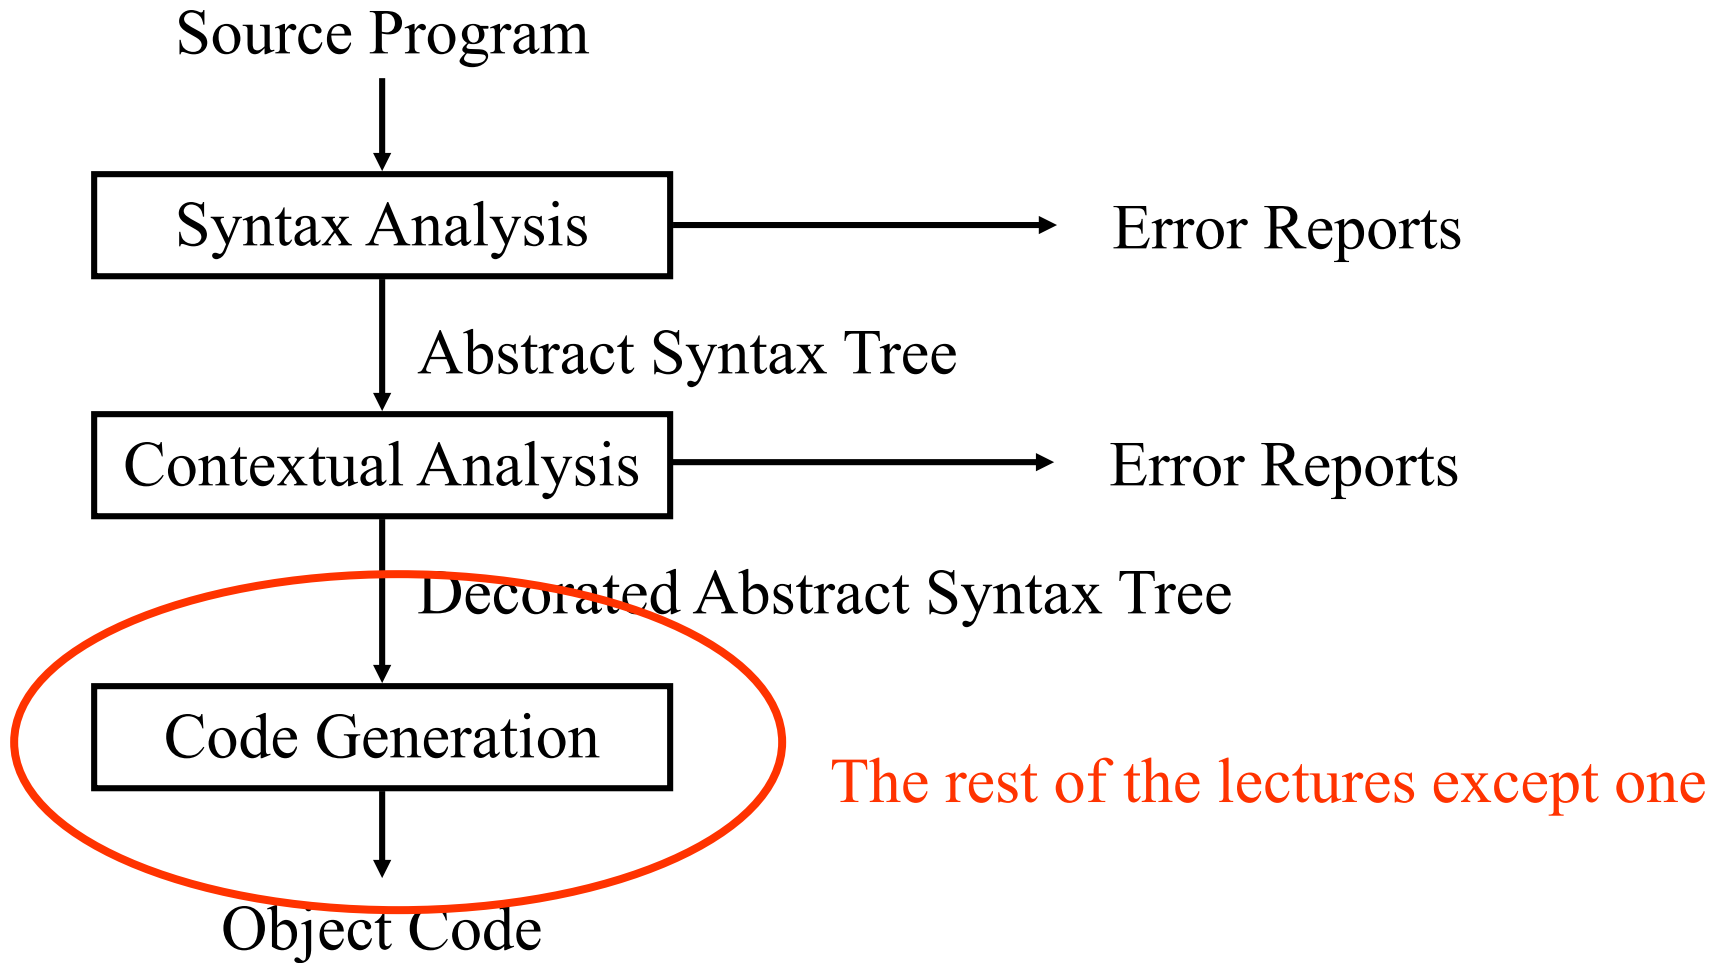 Source Program
Syntax Analysis
Error Reports
Abstract Syntax Tree
Contextual Analysis
Error Reports
Decorated Abstract Syntax Tree
Code Generation
The rest of the lectures except one
Object Code